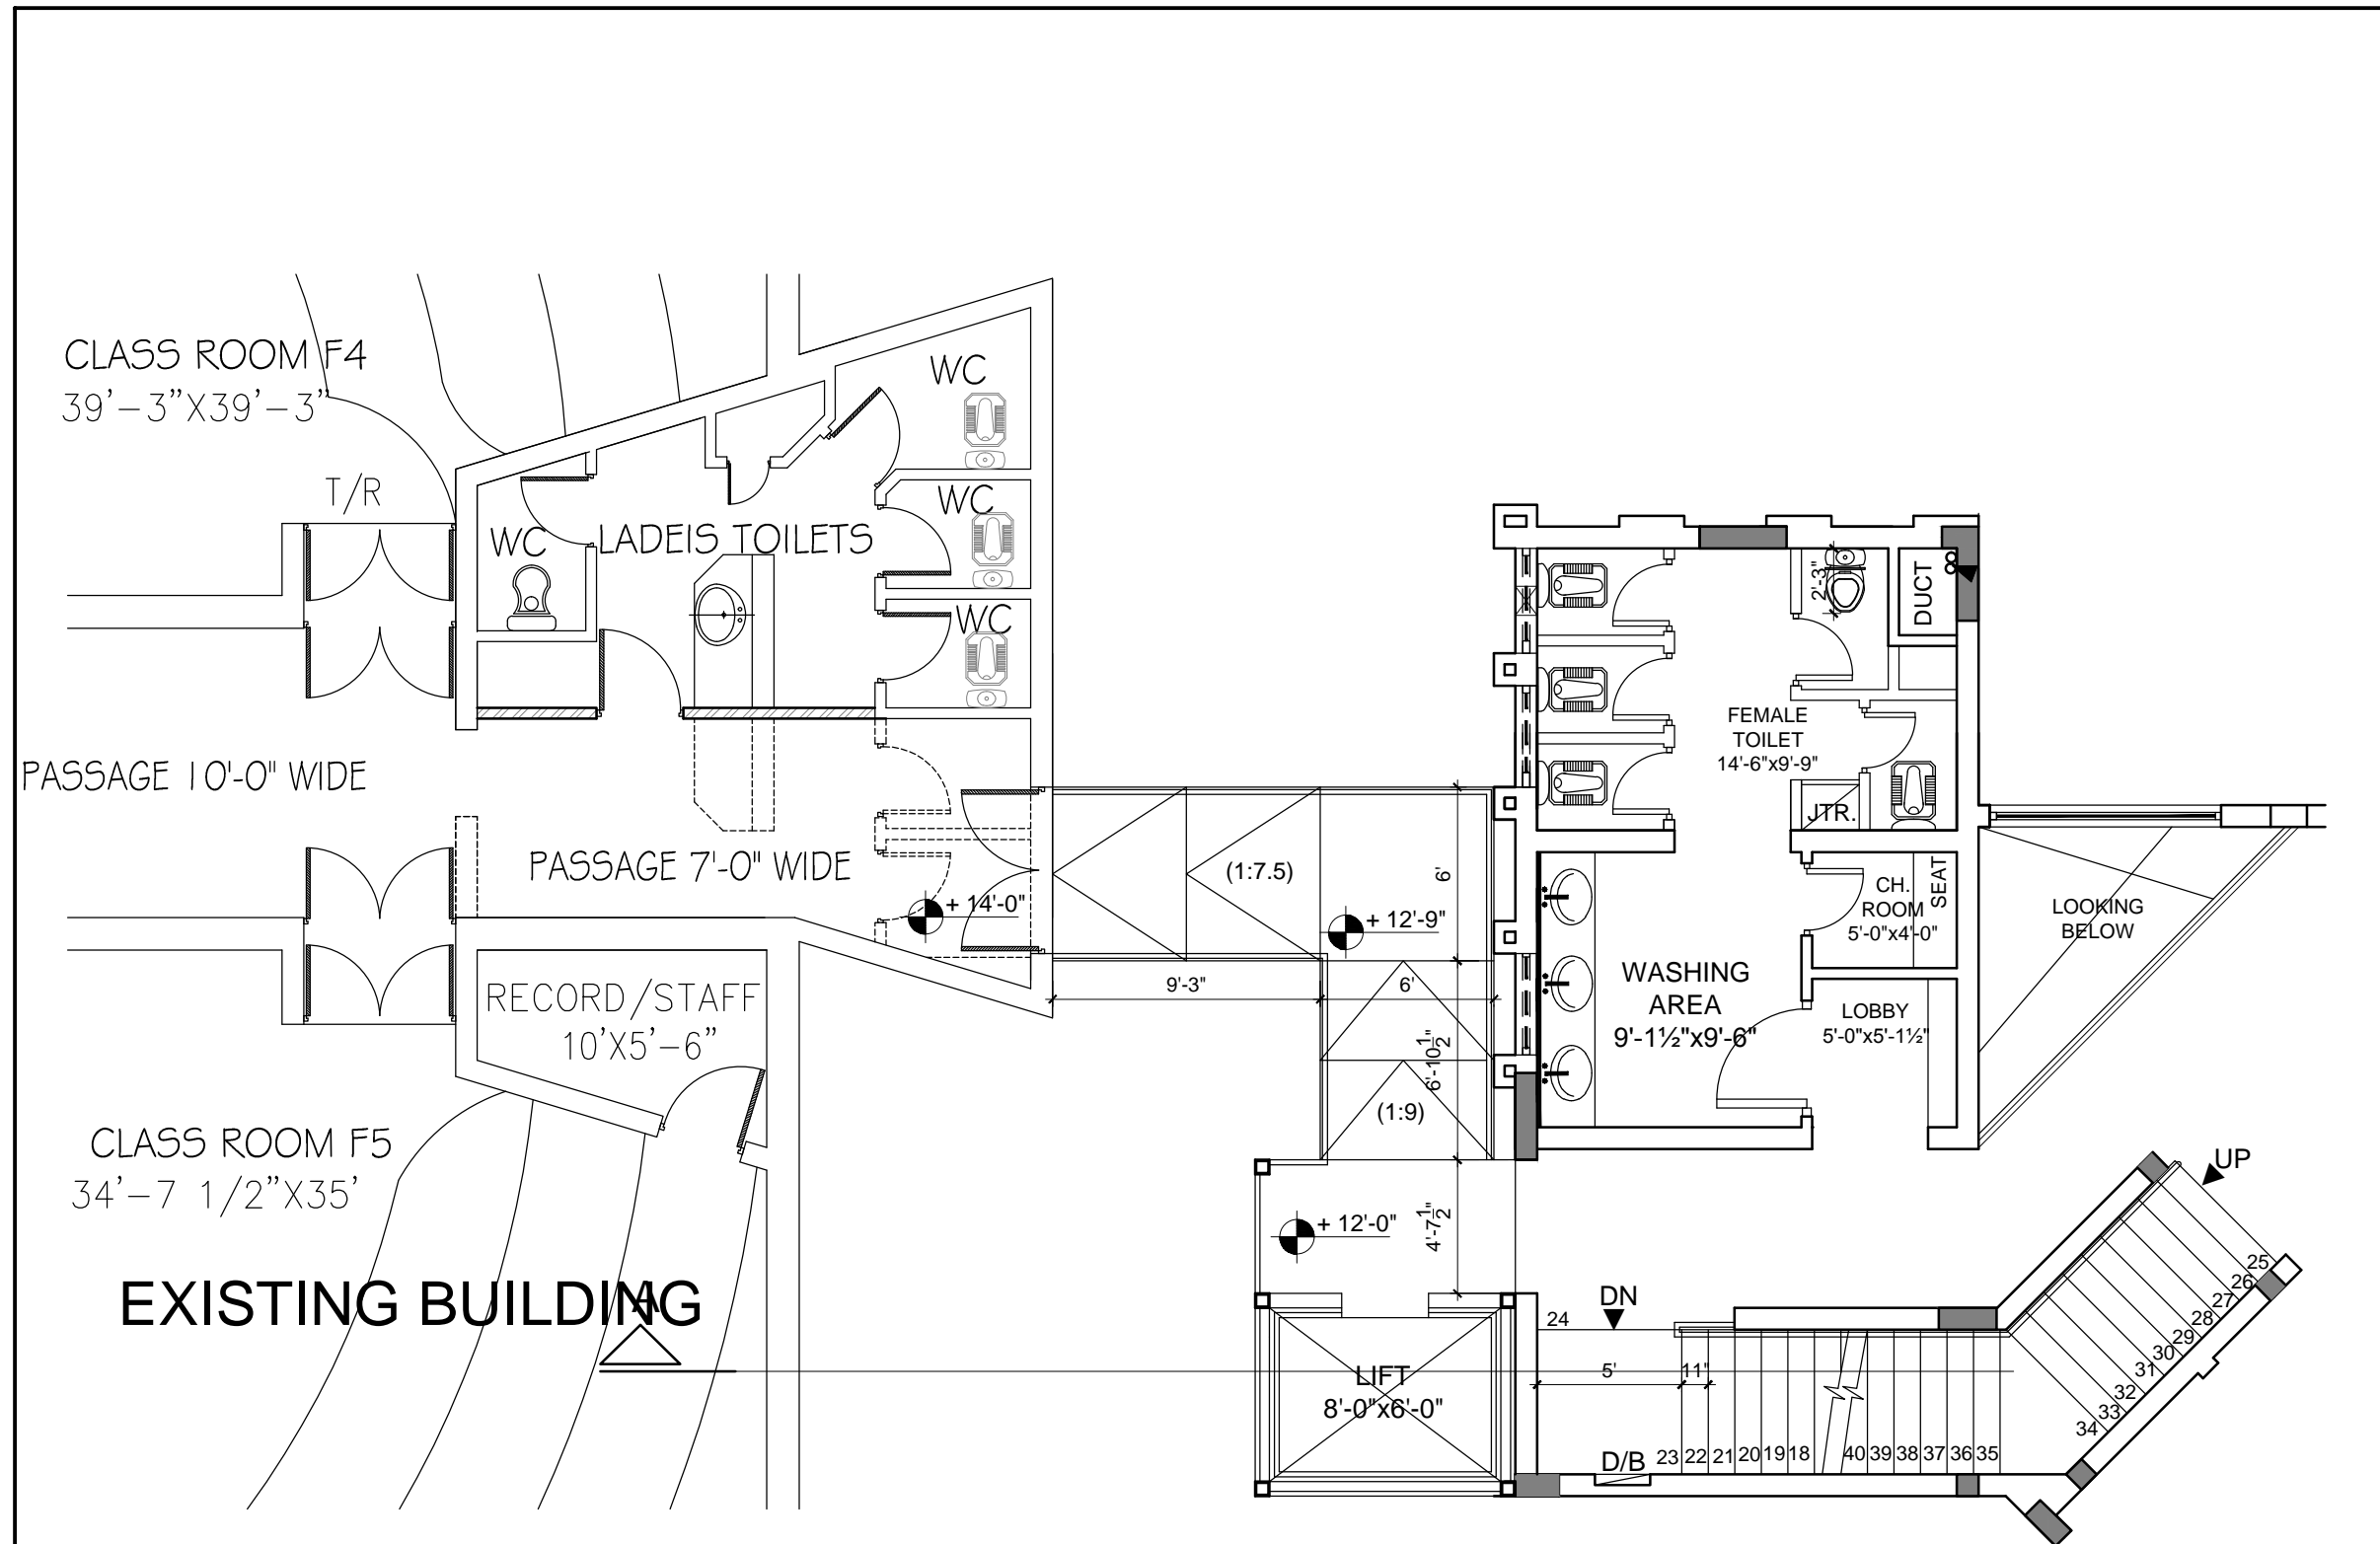 CLASS ROOM F4
39'-3"X39'-3"
T/R
WC
LADEIS TOILETS
WC
WC
WC
PASSAGE 10'-0" WIDE
PASSAGE 7'-0" WIDE
+ 14'-0"
RECORD/STAFF
10'X5'-6"
CLASS ROOM F5
34'-7 1/2"X35'
EXISTING BUILDING
A
(1:7.5)
+ 12'-9"
6'
9'-3"
6'
6'-10½"
(1:9)
4'-7½"
+ 12'-0"
LIFT
8'-0"x6'-0"
2'-3"
DUCT
FEMALE
TOILET
14'-6"x9'-9"
JTR.
CH.
ROOM
5'-0"x4'-0"
SEAT
WASHING
AREA
9'-1½"x9'-6"
LOBBY
5'-0"x5'-1½"
LOOKING
BELOW
UP
DN
24
5'
11"
D/B
23 22 21 20 19 18 40 39 38 37 36 35
25
26
27
28
29
30
31
32
33
34